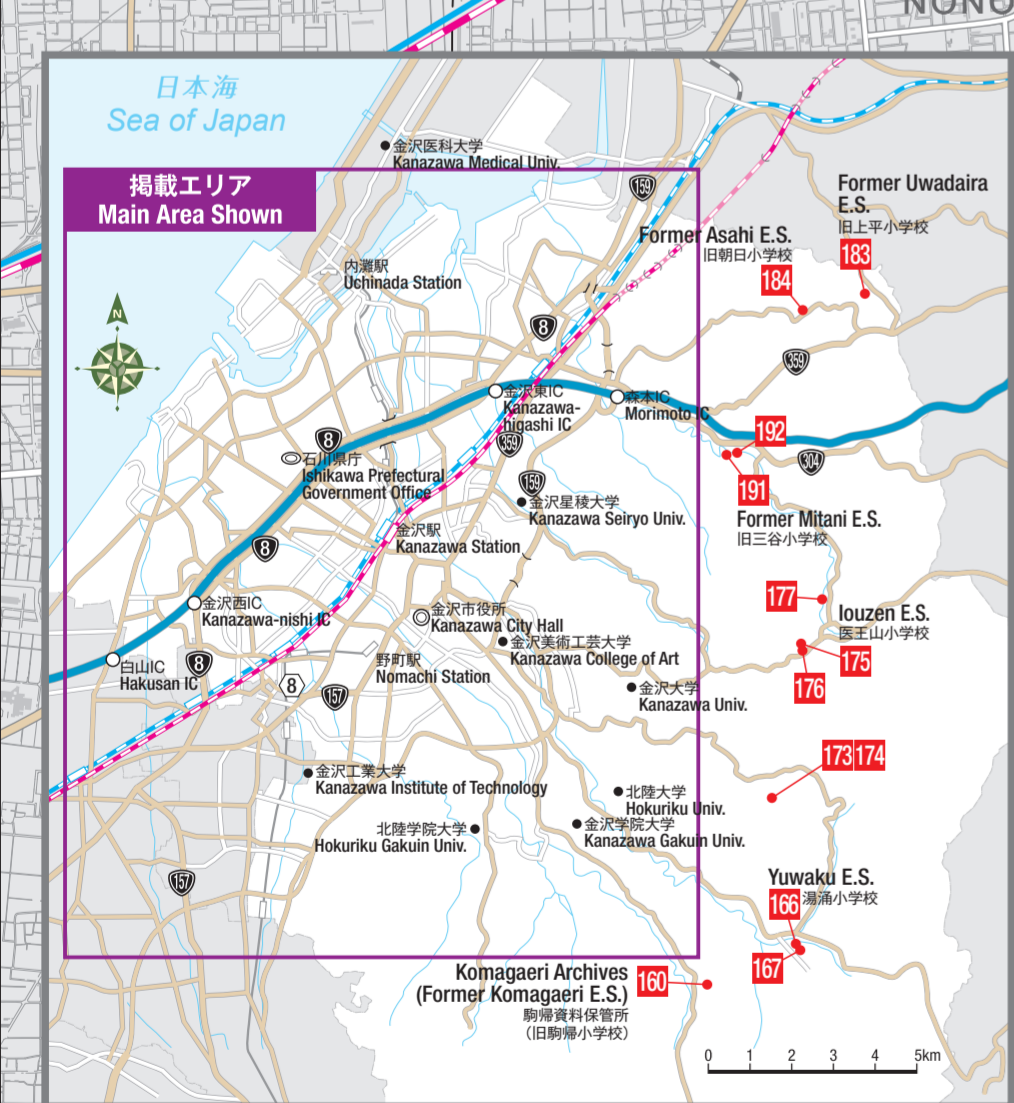 NONO
日本海
Sea of Japan
金沢医科大学
Kanazawa Medical Univ.
掲載エリア
Main Area Shown
159
Former Uwadaira
E.S.
旧上平小学校
183
Former Asahi E.S.
旧朝日小学校
184
内灘駅
Uchinada Station
N
8
359
金沢東IC
Kanazawa-
higashi IC
森本IC
Morimoto IC
8
359
192
304
石川県庁
Ishikawa Prefectural
Government Office
191
159
金沢星稜大学
Kanazawa Seiryo Univ.
Former Mitani E.S.
旧三谷小学校
金沢駅
Kanazawa Station
8
177
金沢西IC
Kanazawa-nishi IC
金沢市役所
Kanazawa City Hall
Iouzen E.S.
医王山小学校
金沢美術工芸大学
Kanazawa College of Art
175
白山IC
Hakusan IC
8
野町駅
Nomachi Station
176
8
157
金沢大学
Kanazawa Univ.
173
174
金沢工業大学
Kanazawa Institute of Technology
北陸大学
Hokuriku Univ.
北陸学院大学
Hokuriku Gakuin Univ.
金沢学院大学
Kanazawa Gakuin Univ.
157
Yuwaku E.S.
166
湯涌小学校
167
Komagaeri Archives
(Former Komagaeri E.S.)
160
駒帰資料保管所
（旧駒帰小学校）
0 1 2 3 4 5km